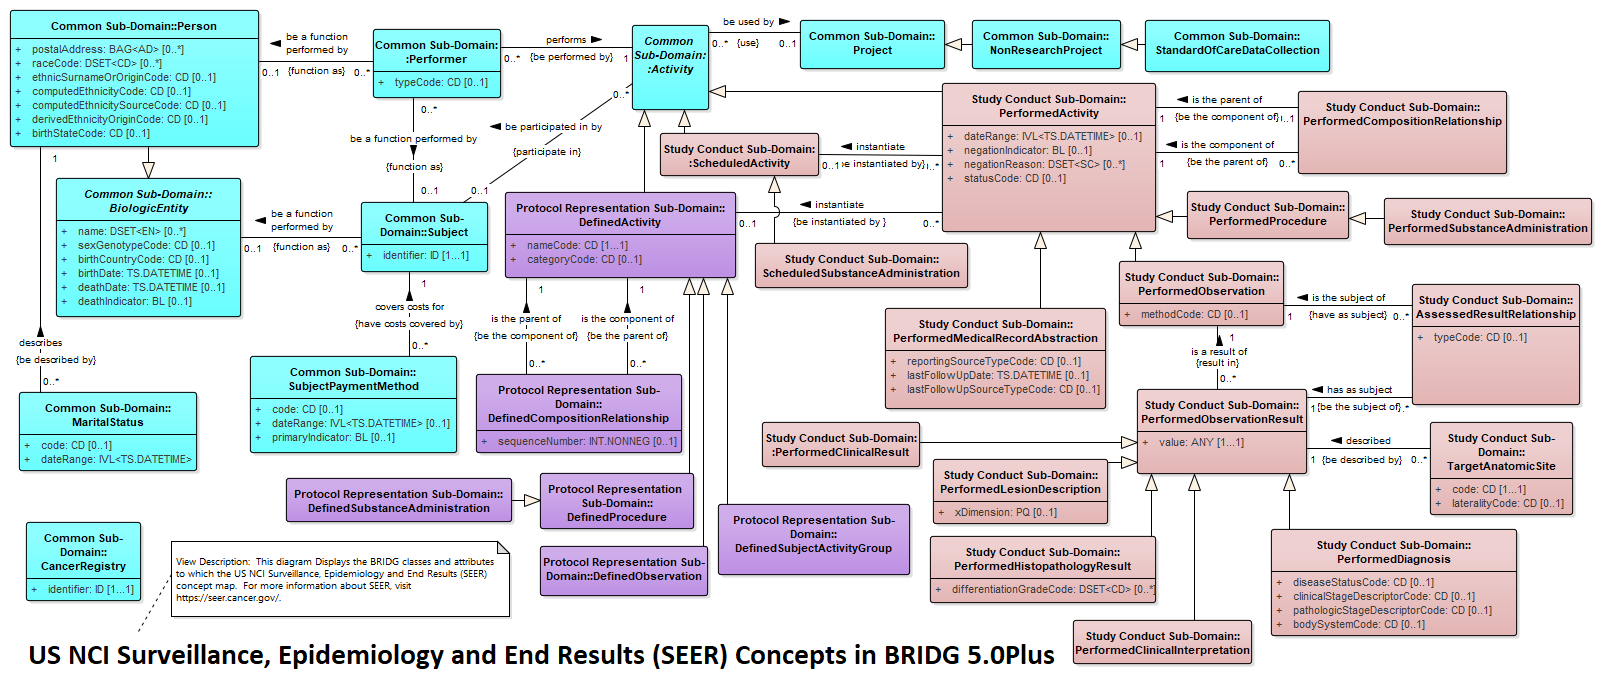 Common Sub-Domain::Person
+ postalAddress: BAG<AD> [0..*]
+ raceCode: DSET<CD> [0..*]
+ ethnicSurnameOrOriginCode: CD [0..1]
+ computedEthnicityCode: CD [0..1]
+ computedEthnicitySourceCode: CD [0..1]
+ derivedEthnicityOriginCode: CD [0..1]
+ birthStateCode: CD [0..1]
be a function
performed by
0..1
{function as}
0..*
Common Sub-Domain:
:Performer
+ typeCode: CD [0..1]
performs
0..*
{be performed by}
1
Common
Sub-Domain:
:Activity
be used by
0..*
{use}
0..1
Common Sub-Domain::
Project
Common Sub-Domain::
NonResearchProject
Common Sub-Domain::
StandardOfCareDataCollection
0..*
be a function performed by
{function as}
0..1
0..*
be participated in by
{participate in}
0..1
Study Conduct Sub-Domain::
PerformedActivity
+ dateRange: IVL<TS.DATETIME> [0..1]
+ negationIndicator: BL [0..1]
+ negationReason: DSET<SC> [0..*]
+ statusCode: CD [0..1]
is the parent of
1
{be the component of}
is the component of
1
{be the parent of}
0..*
Study Conduct Sub-Domain::
PerformedCompositionRelationship
Study Conduct Sub-Domain:
:ScheduledActivity
instantiate
0..1
be instantiated by}
0..*
1
Common Sub-Domain::
BiologicEntity
+ name: DSET<EN> [0..*]
+ sexGenotypeCode: CD [0..1]
+ birthCountryCode: CD [0..1]
+ birthDate: TS.DATETIME [0..1]
+ deathDate: TS.DATETIME [0..1]
+ deathIndicator: BL [0..1]
be a function
performed by
0..1
{function as}
0..*
Common Sub-
Domain::Subject
+ identifier: ID [1..1]
Protocol Representation Sub-Domain::
DefinedActivity
+ nameCode: CD [1..1]
+ categoryCode: CD [0..1]
instantiate
0..1
{be instantiated by }
0..*
Study Conduct Sub-Domain::
PerformedProcedure
Study Conduct Sub-Domain::
PerformedSubstanceAdministration
Study Conduct Sub-Domain::
ScheduledSubstanceAdministration
Study Conduct Sub-Domain::
PerformedObservation
+ methodCode: CD [0..1]
is the subject of
1
{have as subject}
0..*
Study Conduct Sub-Domain::
AssessedResultRelationship
+ typeCode: CD [0..1]
1
covers costs for
{have costs covered by}
0..*
1
is the parent of
{be the component of}
0..*
1
is the component of
{be the parent of}
0..*
describes
{be described by}
0..*
Study Conduct Sub-Domain::
PerformedMedicalRecordAbstraction
+ reportingSourceTypeCode: CD [0..1]
+ lastFollowUpDate: TS.DATETIME [0..1]
+ lastFollowUpSourceTypeCode: CD [0..1]
1
is a result of
{result in}
0..*
Common Sub-Domain::
SubjectPaymentMethod
+ code: CD [0..1]
+ dateRange: IVL<TS.DATETIME> [0..1]
+ primaryIndicator: BL [0..1]
Protocol Representation Sub-
Domain::
DefinedCompositionRelationship
+ sequenceNumber: INT.NONNEG [0..1]
Common Sub-Domain::
MaritalStatus
+ code: CD [0..1]
+ dateRange: IVL<TS.DATETIME>
Study Conduct Sub-Domain::
PerformedObservationResult
+ value: ANY [1..1]
has as subject
1
{be the subject of}
described
1
{be described by}
0..*
Study Conduct Sub-
Domain::
TargetAnatomicSite
+ code: CD [1..1]
+ lateralityCode: CD [0..1]
Study Conduct Sub-Domain:
:PerformedClinicalResult
Study Conduct Sub-Domain::
PerformedLesionDescription
+ xDimension: PQ [0..1]
Protocol Representation Sub-Domain::
DefinedSubstanceAdministration
Protocol Representation
Sub-Domain::
DefinedProcedure
Protocol Representation Sub-
Domain::
DefinedSubjectActivityGroup
Protocol Representation Sub-
Domain::DefinedObservation
Common Sub-
Domain::
CancerRegistry
+ identifier: ID [1..1]
View Description: This diagram Displays the BRIDG classes and attributes
to which the US NCI Surveillance, Epidemiology and End Results (SEER)
concept map. For more information about SEER, visit
https://seer.cancer.gov/.
Study Conduct Sub-Domain::
PerformedHistopathologyResult
+ differentiationGradeCode: DSET<CD> [0..*]
Study Conduct Sub-Domain::
PerformedDiagnosis
+ diseaseStatusCode: CD [0..1]
+ clinicalStageDescriptorCode: CD [0..1]
+ pathologicStageDescriptorCode: CD [0..1]
+ bodySystemCode: CD [0..1]
Study Conduct Sub-Domain::
PerformedClinicalInterpretation
US NCI Surveillance, Epidemiology and End Results (SEER) Concepts in BRIDG 5.0Plus